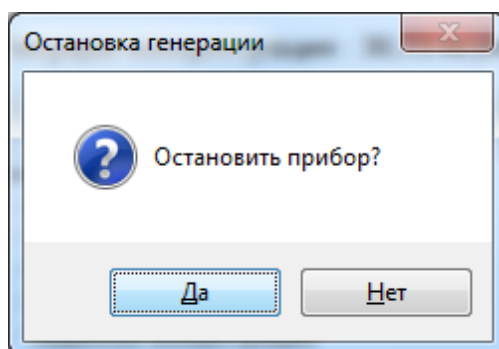 Остановка генерации
Остановить прибор?
Да
Нет